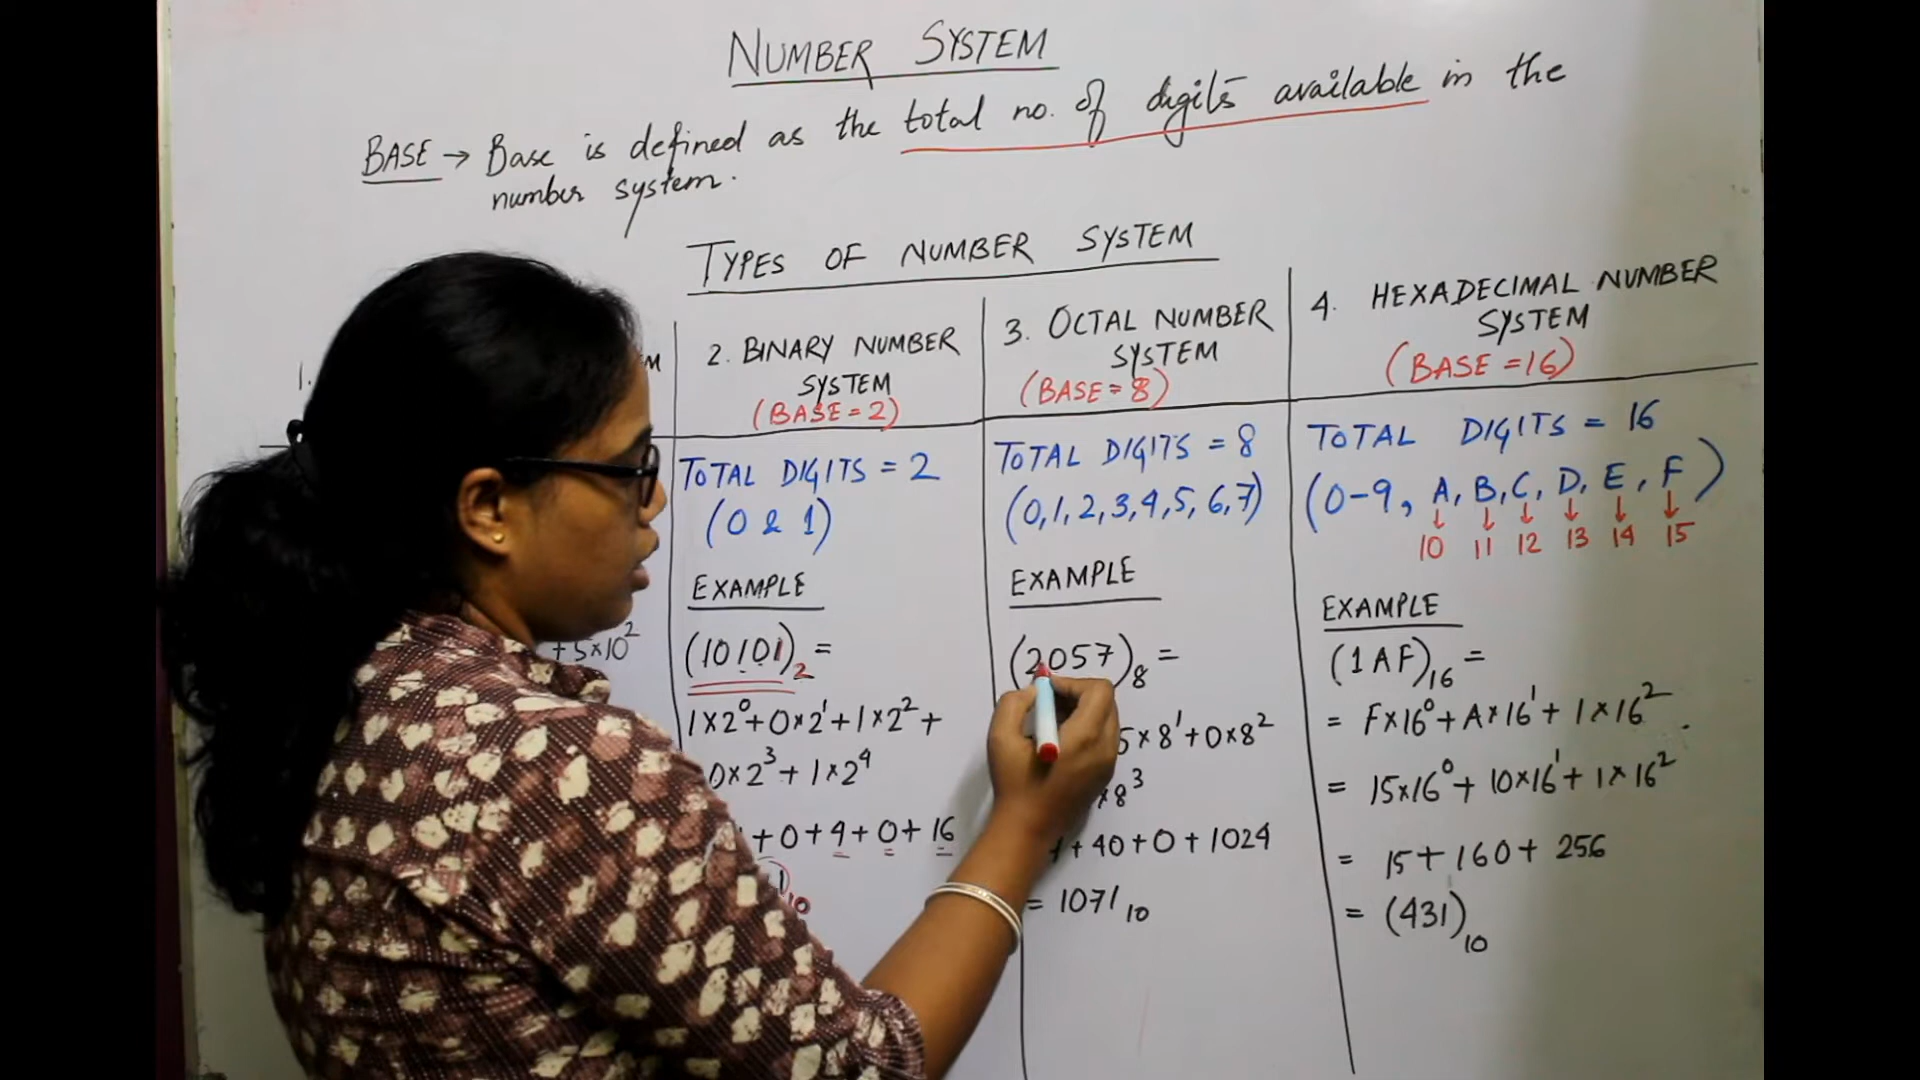 NUMBER SYSTEM
BASE → Base is defined as the total no. of digits available in the
number system.
TYPES OF NUMBER SYSTEM
1.
2. BINARY NUMBER
SYSTEM
(BASE = 2)
TOTAL DIGITS = 2
(0 & 1)
EXAMPLE
(10101)₂ =
1×2⁰+0×2¹+1×2²+
0×2³+1×2⁴
+0+4+0+16
10
+5×10²
3. OCTAL NUMBER
SYSTEM
(BASE = 8)
TOTAL DIGITS = 8
(0,1,2,3,4,5,6,7)
EXAMPLE
(2057)₈ =
5×8¹+0×8²
×8³
+40+0+1024
= 1071₁₀
4. HEXADECIMAL NUMBER
SYSTEM
(BASE = 16)
TOTAL DIGITS = 16
(0-9, A, B, C, D, E, F)
↓ ↓ ↓ ↓ ↓ ↓
10 11 12 13 14 15
EXAMPLE
(1AF)₁₆ =
= F×16⁰+A×16¹+1×16²
= 15×16⁰+10×16¹+1×16²
= 15+160+256
= (431)₁₀